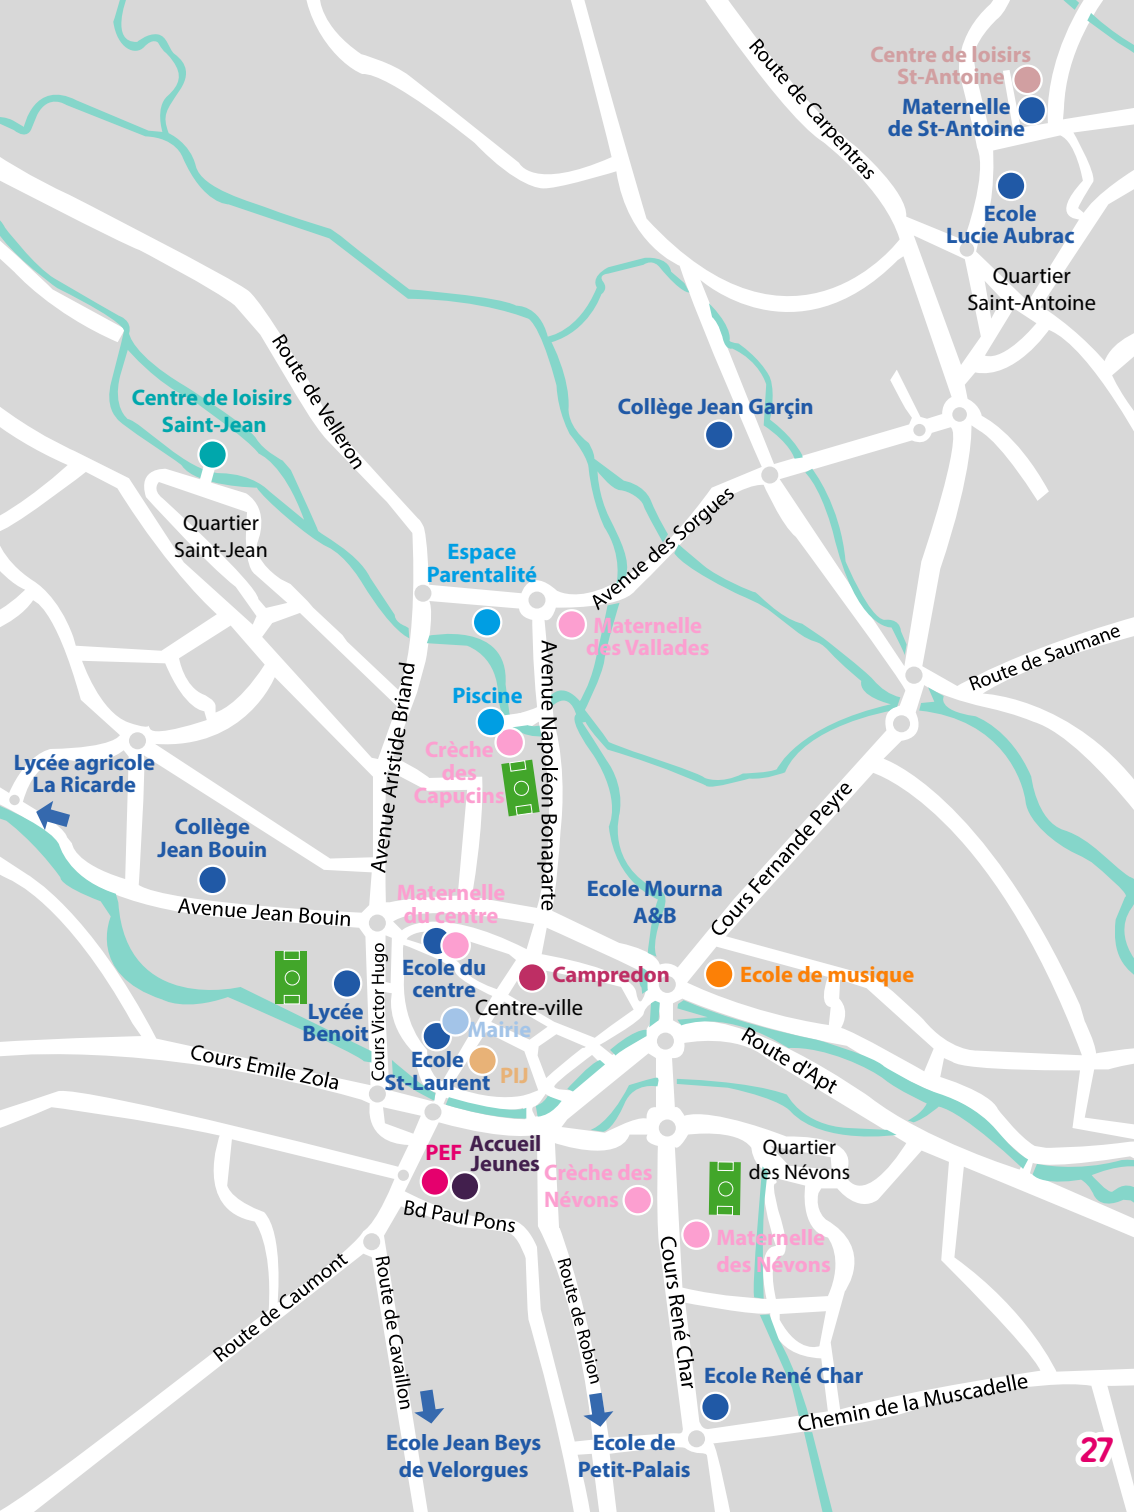 Route de Carpentras
Centre de loisirs
St-Antoine
Maternelle
de St-Antoine
Ecole
Lucie Aubrac
Quartier
Saint-Antoine
Route de Velleron
Centre de loisirs
Saint-Jean
Collège Jean Garçin
Quartier
Saint-Jean
Avenue des Sorgues
Espace
Parentalité
Maternelle
des Vallades
Route de Saumane
Avenue Aristide Briand
Avenue Napoléon Bonaparte
Piscine
Crèche
des
Capucins
Lycée agricole
La Ricarde
Collège
Jean Bouin
Cours Fernande Peyre
Avenue Jean Bouin
Maternelle
du centre
Ecole Mourna
A&B
Ecole du
centre
Campredon
Ecole de musique
Cours Victor Hugo
Lycée
Benoit
Centre-ville
Mairie
Ecole
St-Laurent
PIJ
Cours Emile Zola
Route d'Apt
PEF
Accueil
Jeunes
Crèche des
Névons
Quartier
des Névons
Bd Paul Pons
Maternelle
des Névons
Route de Caumont
Route de Cavaillon
Route de Robion
Cours René Char
Ecole René Char
Chemin de la Muscadelle
Ecole Jean Beys
de Velorgues
Ecole de
Petit-Palais
27